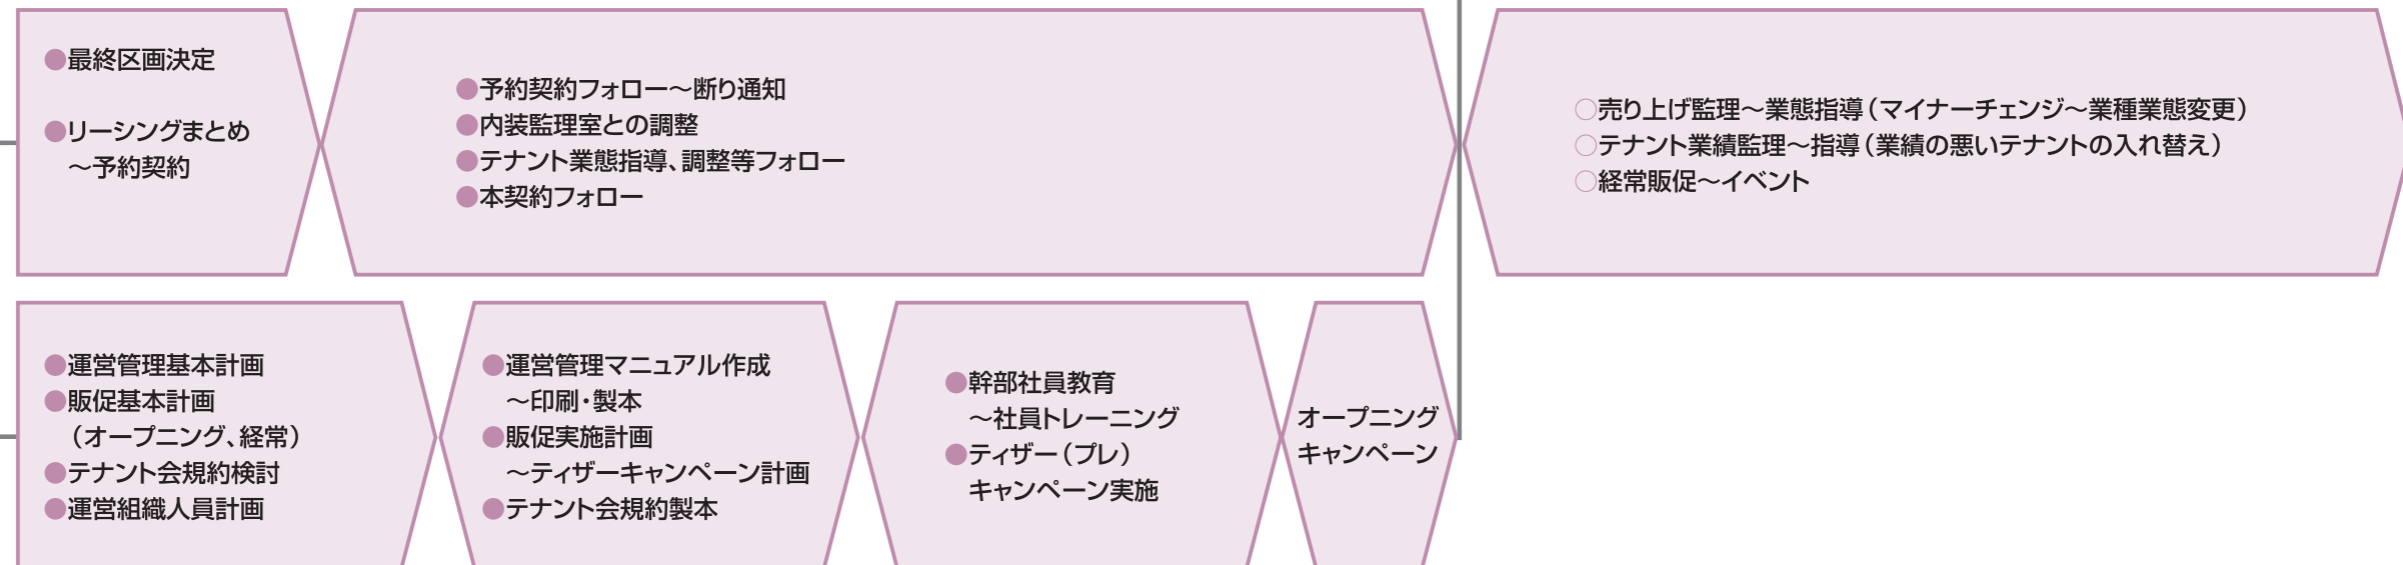 ●最終区画決定
●リーシングまとめ
～予約契約
●予約契約フォロー～断り通知
●内装監理室との調整
●テナント業態指導、調整等フォロー
●本契約フォロー
○売り上げ監理～業態指導（マイナーチェンジ～業種業態変更）
○テナント業績監理～指導（業績の悪いテナントの入れ替え）
○経常販促～イベント
●運営管理基本計画
●販促基本計画
（オープニング、経常）
●テナント会規約検討
●運営組織人員計画
●運営管理マニュアル作成
～印刷・製本
●販促実施計画
～ティザーキャンペーン計画
●テナント会規約製本
●幹部社員教育
～社員トレーニング
●ティザー（プレ）
キャンペーン実施
オープニング
キャンペーン